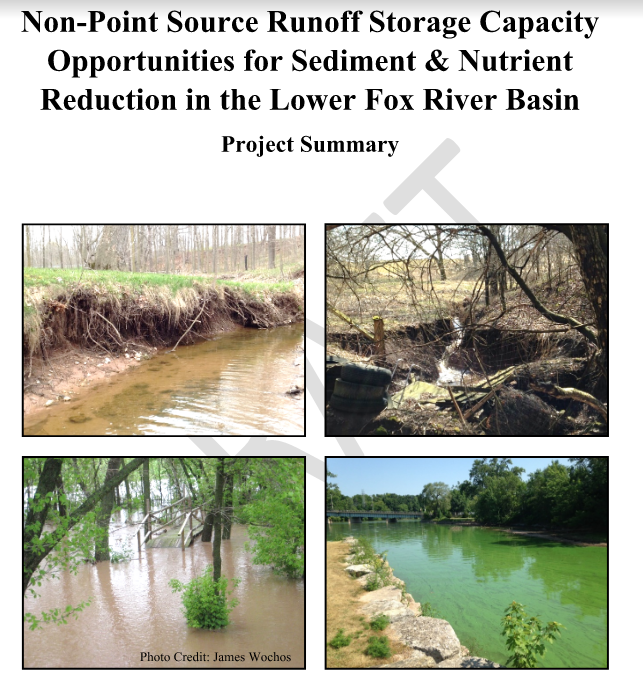 Non-Point Source Runoff Storage Capacity
Opportunities for Sediment & Nutrient
Reduction in the Lower Fox River Basin
Project Summary
DRAFT
Photo Credit: James Wochos